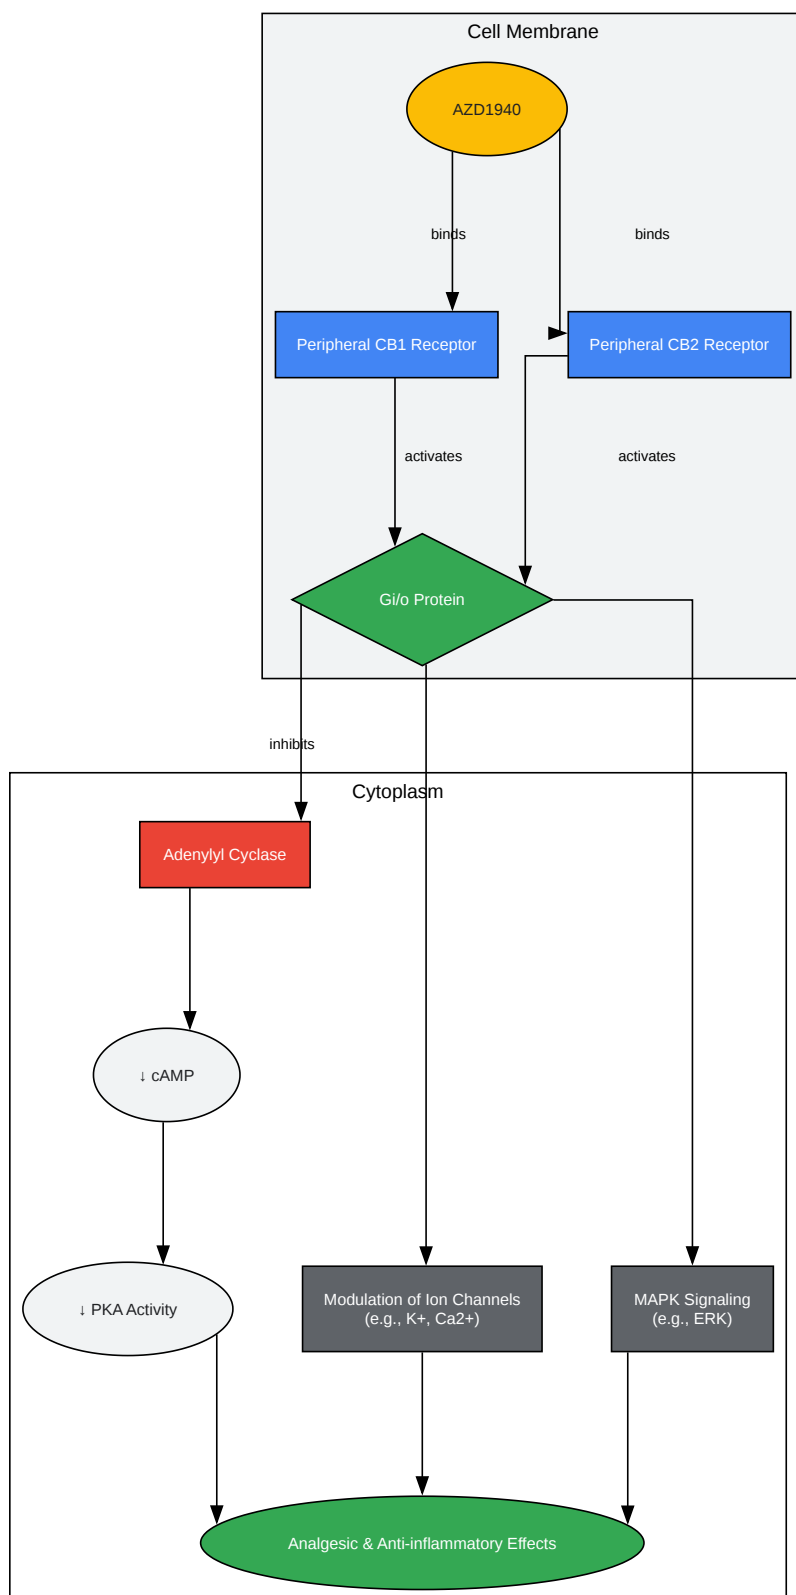 Cell Membrane
AZD1940
binds
binds
Peripheral CB1 Receptor
Peripheral CB2 Receptor
activates
activates
Gi/o Protein
inhibits
Cytoplasm
Adenylyl Cyclase
↓ cAMP
↓ PKA Activity
Modulation of Ion Channels
(e.g., K+, Ca2+)
MAPK Signaling
(e.g., ERK)
Analgesic & Anti-inflammatory Effects